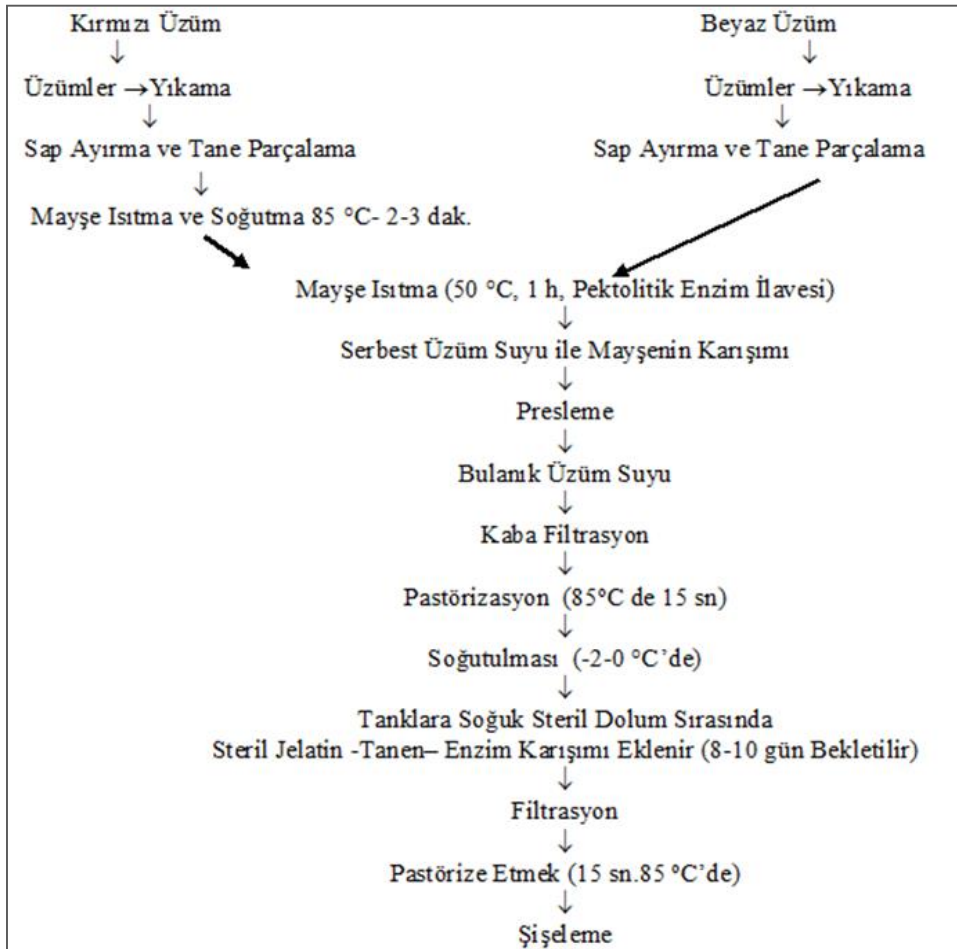 Kırmızı Üzüm
↓
Üzümler →Yıkama
↓
Sap Ayırma ve Tane Parçalama
↓
Mayşe Isıtma ve Soğutma 85 °C- 2-3 dak.
Beyaz Üzüm
↓
Üzümler →Yıkama
↓
Sap Ayırma ve Tane Parçalama
Mayşe Isıtma (50 °C, 1 h, Pektolitik Enzim İlavesi)
↓
Serbest Üzüm Suyu ile Mayşenin Karışımı
↓
Presleme
↓
Bulanık Üzüm Suyu
↓
Kaba Filtrasyon
↓
Pastörizasyon (85°C de 15 sn)
↓
Soğutulması (-2-0 °C’de)
↓
Tanklara Soğuk Steril Dolum Sırasında
Steril Jelatin -Tanen– Enzim Karışımı Eklenir (8-10 gün Bekletilir)
↓
Filtrasyon
↓
Pastörize Etmek (15 sn.85 °C’de)
↓
Şişeleme